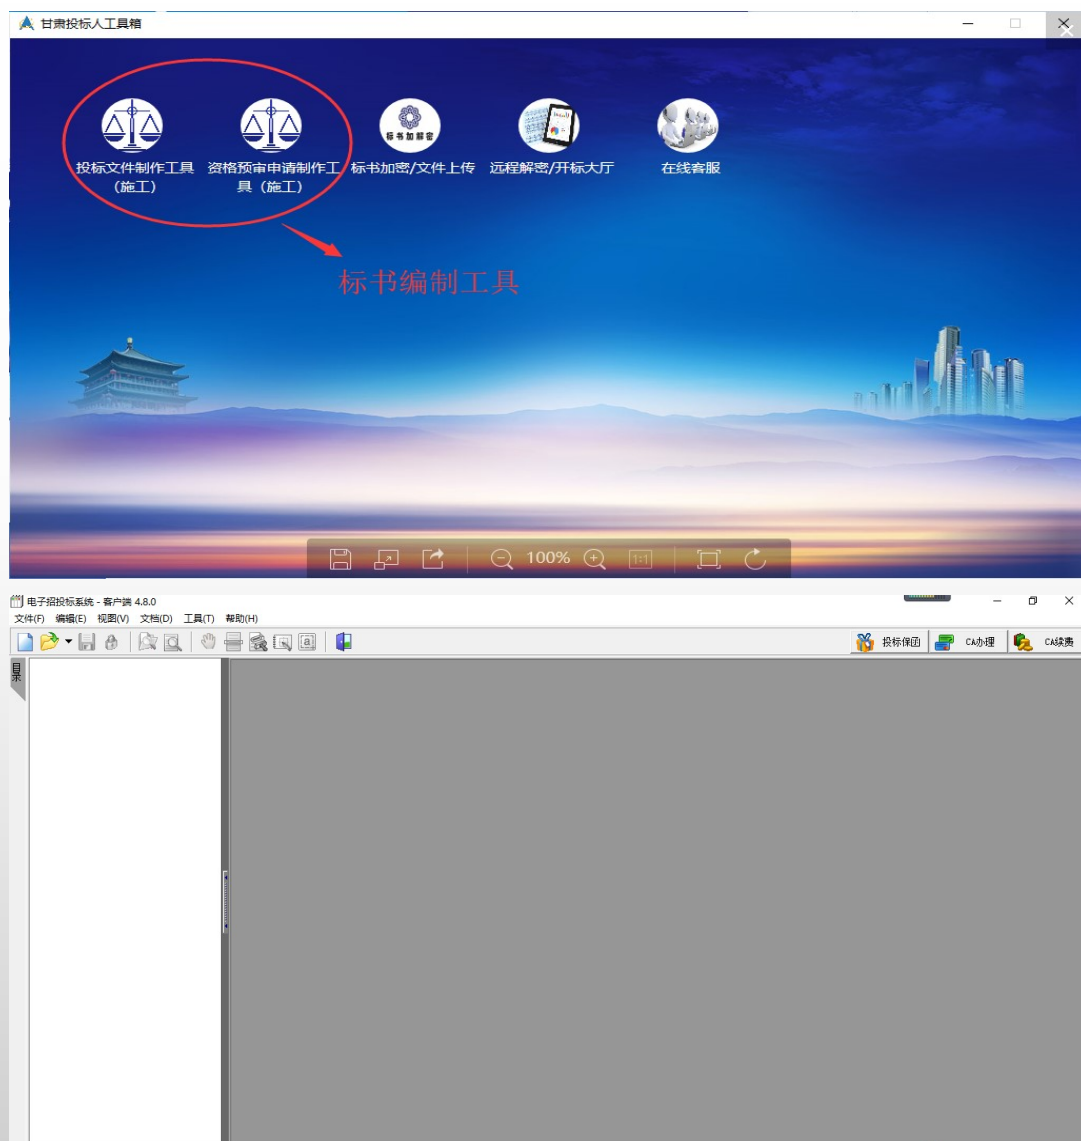 甘肃投标人工具箱
投标文件制作工具
（施工）
资格预审申请制作工
具（施工）
标书加解密
标书加密/文件上传
远程解密/开标大厅
在线客服
标书编制工具
100%
1:1
电子招投标系统 - 客户端 4.8.0
文件(F) 编辑(E) 视图(V) 文档(D) 工具(T) 帮助(H)
a 投标保函 CA办理 CA续费
目录